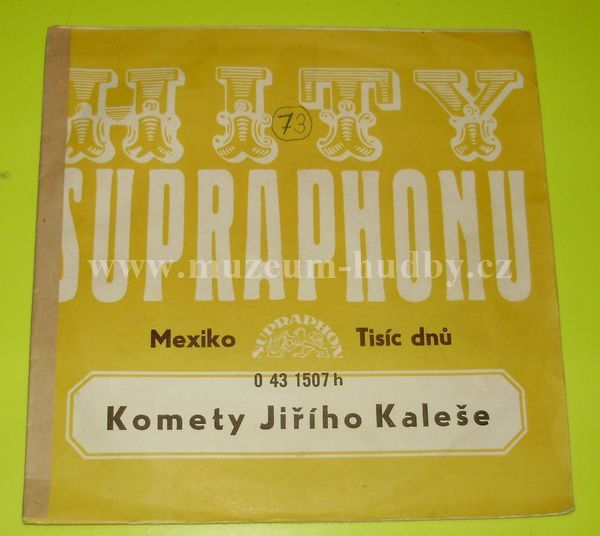 HITY
73
SUPRAPHONU
www.muzeum-hudby.cz
Mexiko SUPRAPHON Tisíc dnů
0 43 1507 h
Komety Jiřího Kaleše